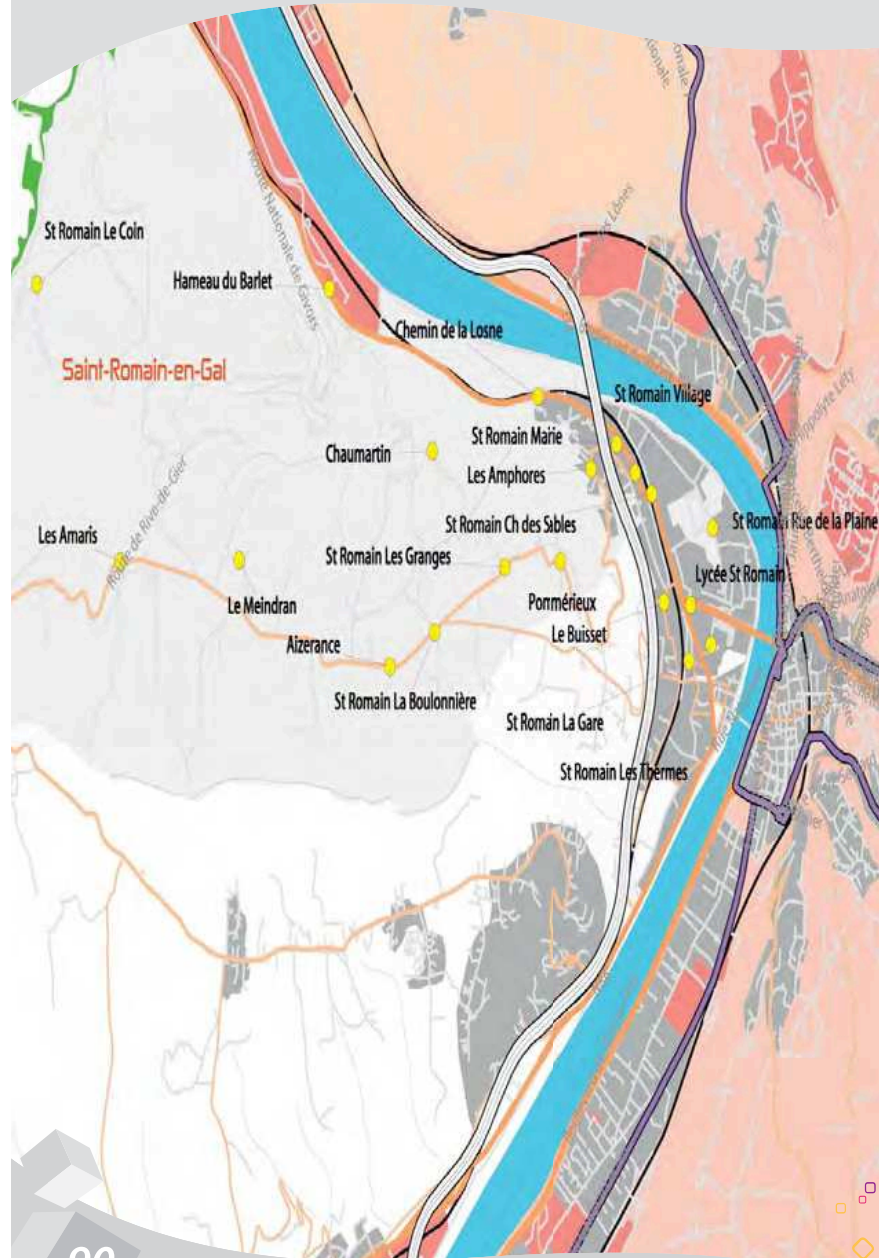 St Romain Le Coin
Hameau du Barlet
Route Nationale de Givors
Chemin de la Losne
Saint-Romain-en-Gal
St Romain Village
Chaumartin
St Romain Mairie
Les Amphores
Les Amaris
Route de Rive-de-Gier
St Romain Ch des Sables
St Romain Rue de la Plaine
St Romain Les Granges
Lycée St Romain
Le Meindran
Pommérieux
Aizerance
Le Buisset
St Romain La Boulonnière
St Romain La Gare
St Romain Les Thermes